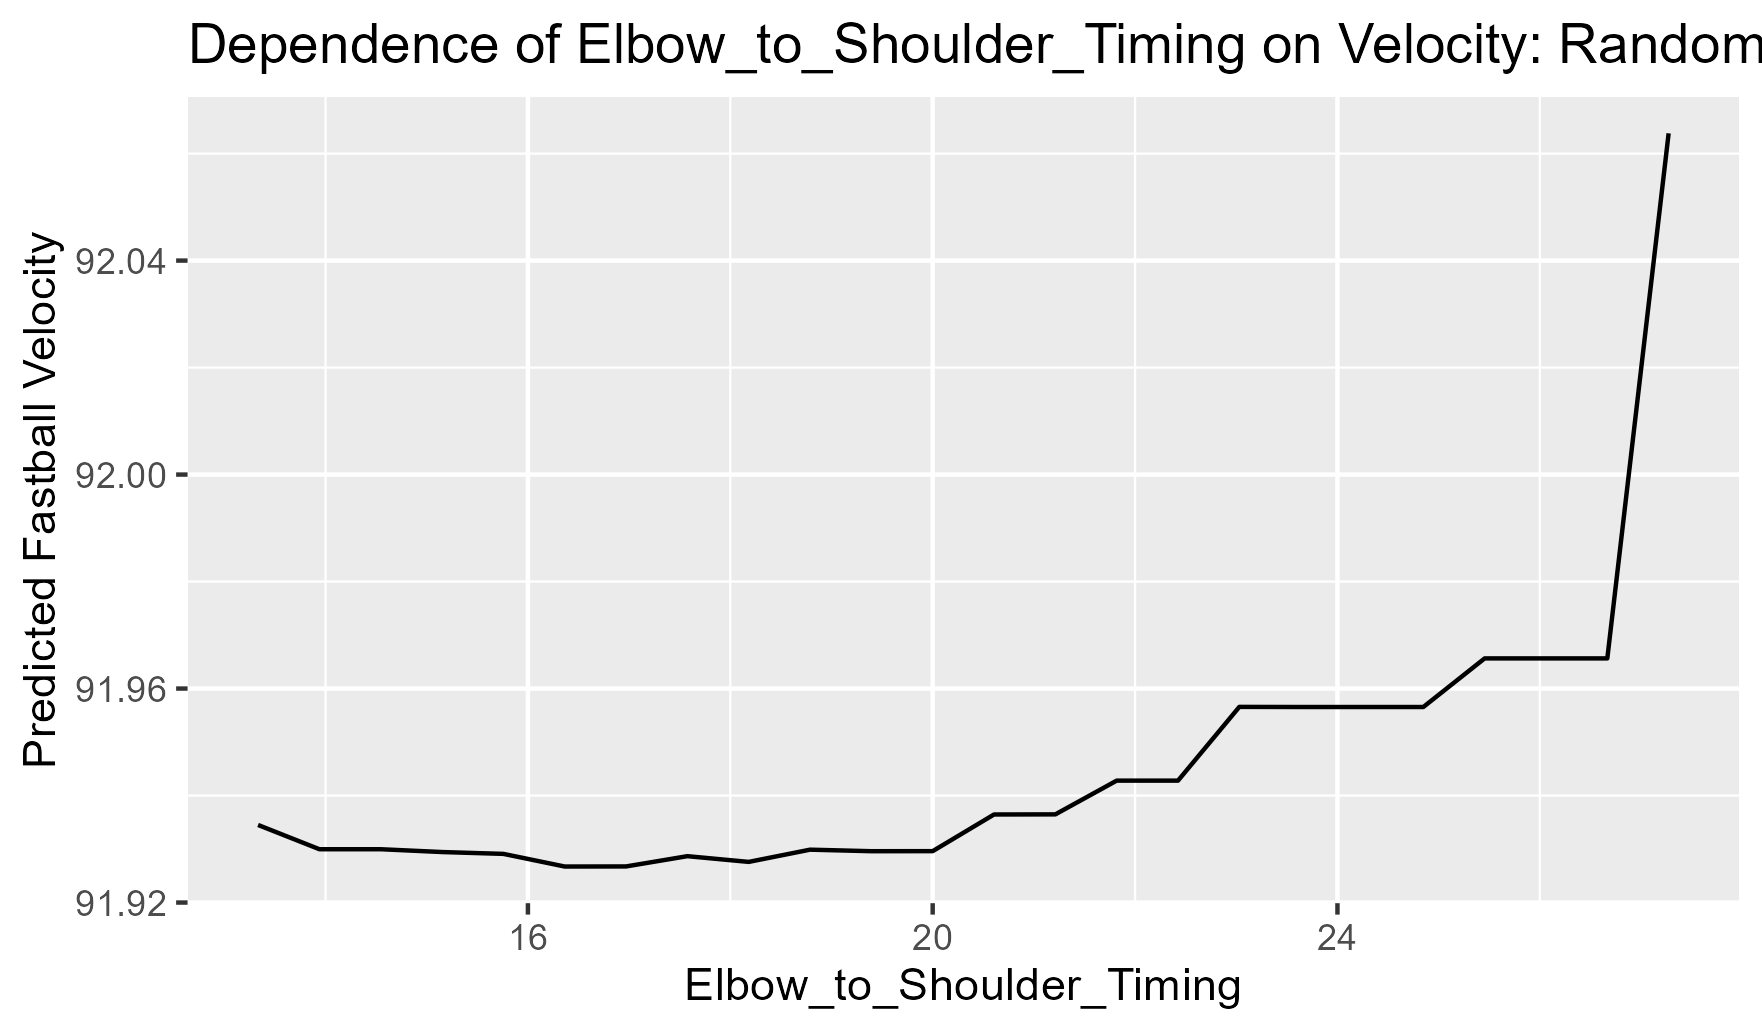 Dependence of Elbow_to_Shoulder_Timing on Velocity: Random
Predicted Fastball Velocity
92.04
92.00
91.96
91.92
16 20 24
Elbow_to_Shoulder_Timing